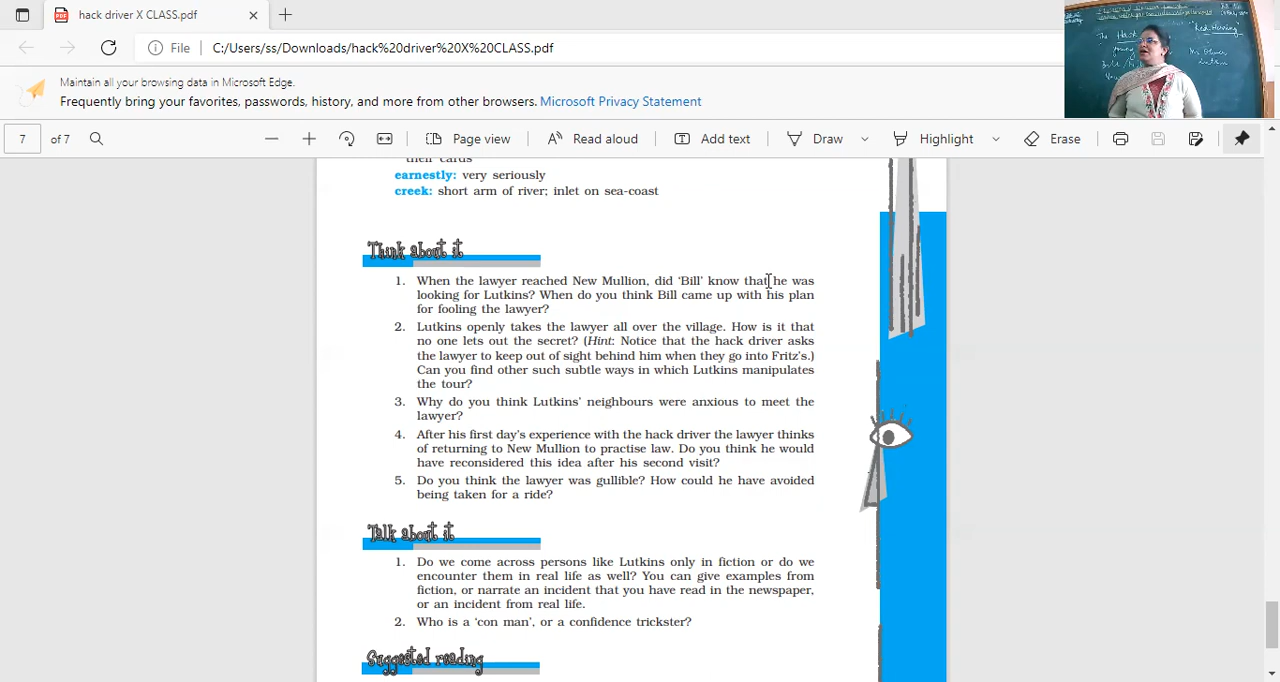 hack driver X CLASS.pdf
File C:/Users/ss/Downloads/hack%20driver%20X%20CLASS.pdf
Maintain all your browsing data in Microsoft Edge.
Frequently bring your favorites, passwords, history, and more from other browsers. Microsoft Privacy Statement
7 of 7 Page view Read aloud Add text Draw Highlight Erase
The Hack
young
"Red Herring"
Mr Oliver
Lutkins
their cards
earnestly: very seriously
creek: short arm of river; inlet on sea-coast
Think about it
1. When the lawyer reached New Mullion, did ‘Bill’ know that he was
looking for Lutkins? When do you think Bill came up with his plan
for fooling the lawyer?
2. Lutkins openly takes the lawyer all over the village. How is it that
no one lets out the secret? (Hint: Notice that the hack driver asks
the lawyer to keep out of sight behind him when they go into Fritz’s.)
Can you find other such subtle ways in which Lutkins manipulates
the tour?
3. Why do you think Lutkins’ neighbours were anxious to meet the
lawyer?
4. After his first day’s experience with the hack driver the lawyer thinks
of returning to New Mullion to practise law. Do you think he would
have reconsidered this idea after his second visit?
5. Do you think the lawyer was gullible? How could he have avoided
being taken for a ride?
Talk about it
1. Do we come across persons like Lutkins only in fiction or do we
encounter them in real life as well? You can give examples from
fiction, or narrate an incident that you have read in the newspaper,
or an incident from real life.
2. Who is a ‘con man’, or a confidence trickster?
Suggested reading